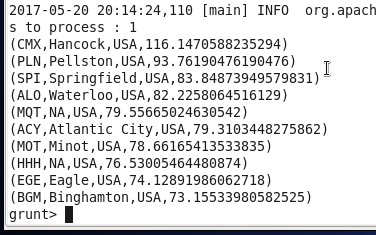 2017-05-20 20:14:24,110 [main] INFO  org.apach
s to process : 1
(CMX,Hancock,USA,116.1470588235294)
(PLN,Pellston,USA,93.76190476190476)
(SPI,Springfield,USA,83.84873949579831)
(ALO,Waterloo,USA,82.2258064516129)
(MQT,NA,USA,79.55665024630542)
(ACY,Atlantic City,USA,79.3103448275862)
(MOT,Minot,USA,78.66165413533835)
(HHH,NA,USA,76.53005464480874)
(EGE,Eagle,USA,74.12891986062718)
(BGM,Binghamton,USA,73.15533980582525)
grunt>